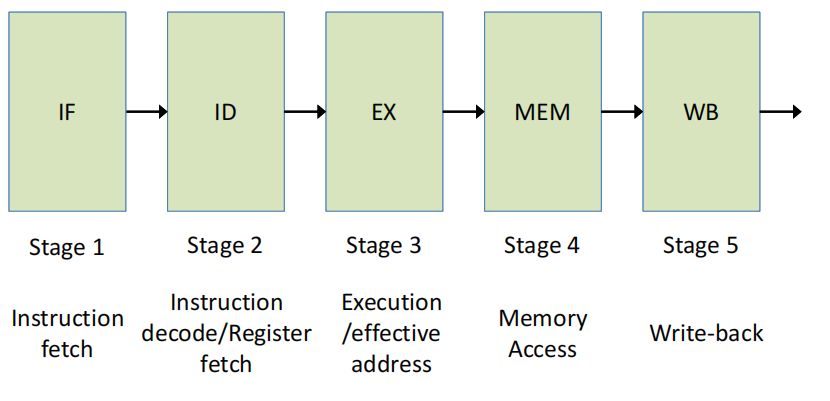 IF
ID
EX
MEM
WB
Stage 1
Stage 2
Stage 3
Stage 4
Stage 5
Instruction
fetch
Instruction
decode/Register
fetch
Execution
/effective
address
Memory
Access
Write-back